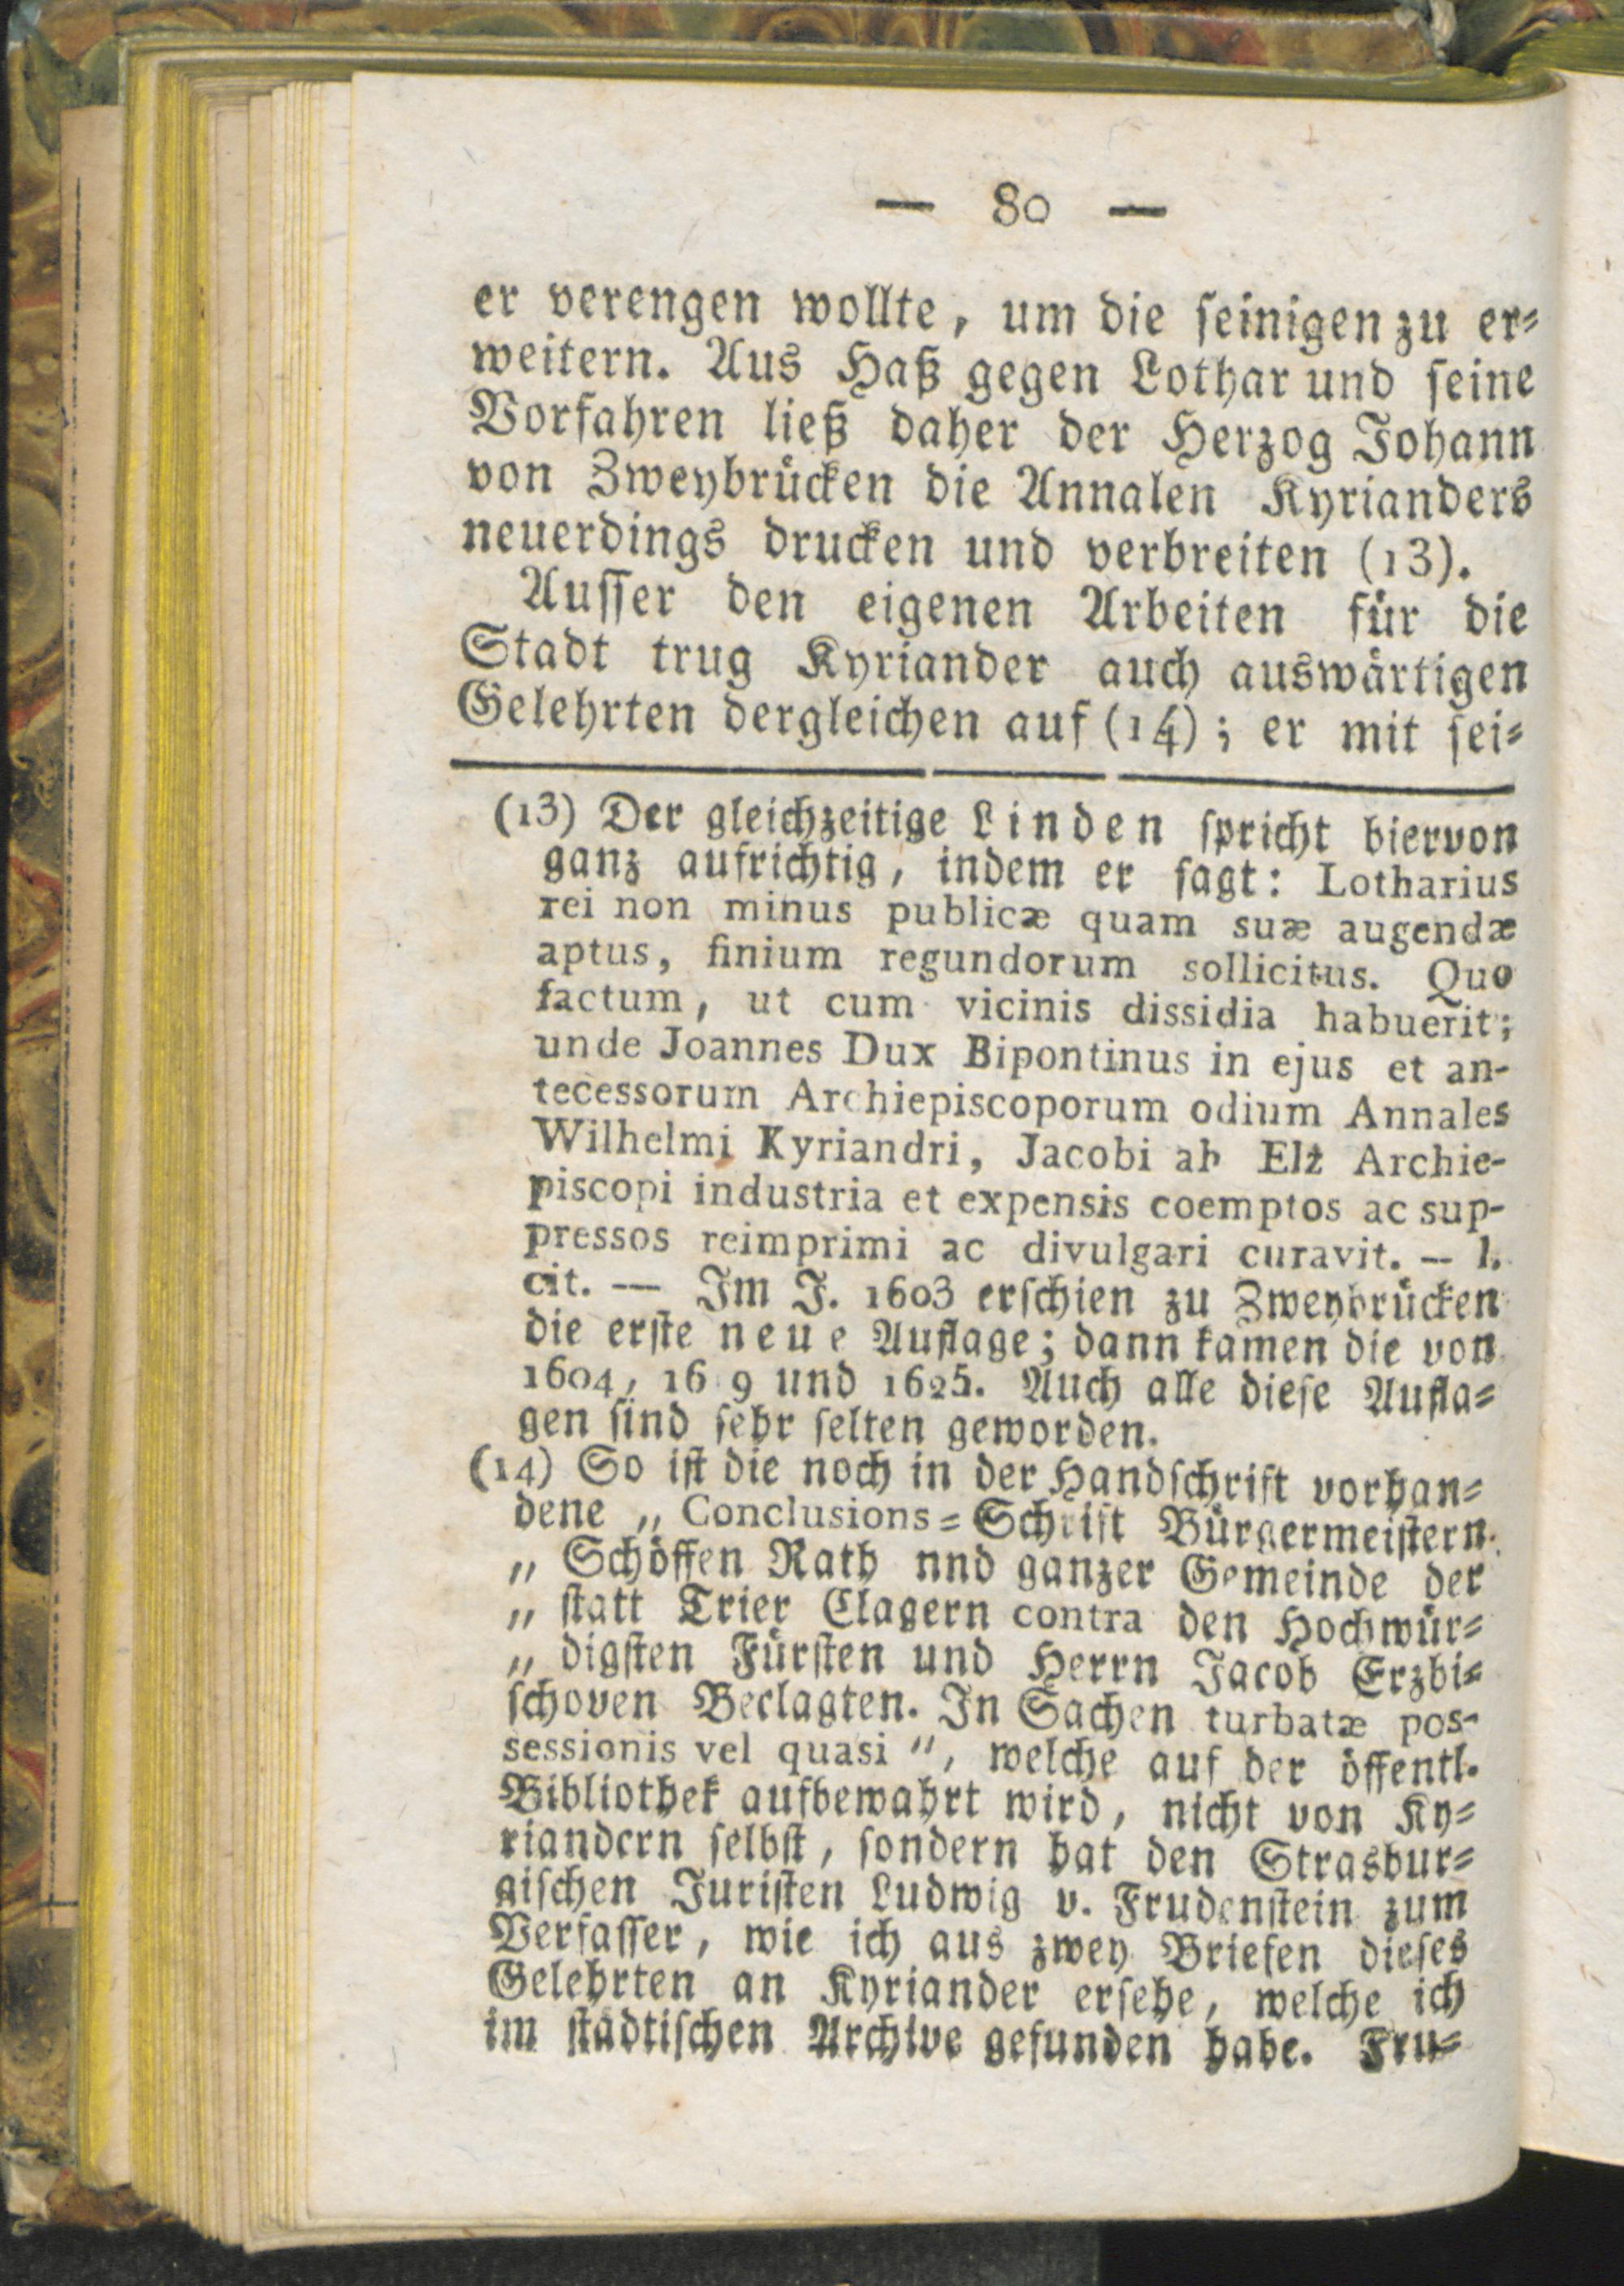 — 80 —
er verengen wollte, um die ſeinigen zu er⸗
weitern. Aus Haß gegen Lothar und ſeine
Vorfahren ließ daher der Herzog Johann
von Zweybrücken die Annalen Kyrianders
neuerdings drucken und verbreiten (13).
Auſſer den eigenen Arbeiten für die
Stadt trug Kyriander auch auswärtigen
Gelehrten dergleichen auf (14); er mit ſei⸗
(13) Der gleichzeitige Linden ſpricht hiervon
ganz aufrichtig, indem er ſagt: Lotharius
rei non minus publicæ quam suæ augendæ
aptus, finium regundorum sollicitus. Quo
factum, ut cum vicinis dissidia habuerit;
unde Joannes Dux Bipontinus in ejus et an-
tecessorum Archiepiscoporum odium Annales
Wilhelmi Kyriandri, Jacobi ab Elz Archie-
piscopi industria et expensis coemptos ac sup-
pressos reimprimi ac divulgari curavit. — l.
cit. — Im J. 1603 erſchien zu Zweybrücken
die erſte neue Auflage; dann kamen die von
1604, 16 9 und 1625. Auch alle dieſe Aufla⸗
gen ſind ſehr ſelten geworden.
(14) So iſt die noch in der Handſchrift vorhan⸗
dene „ Conclusions⸗Schrift Bürgermeiſtern
„ Schöffen Rath nnd ganzer Gemeinde der
„ ſtatt Trier Clagern contra den Hochwür⸗
„ digſten Fürſten und Herrn Jacob Erzbi⸗
ſchoven Beclagten. In Sachen turbatæ pos-
sessionis vel quasi “, welche auf der öffentl.
Bibliothek aufbewahrt wird, nicht von Ky⸗
riandern ſelbſt, ſondern hat den Strasbur⸗
giſchen Juriſten Ludwig v. Frudenſtein zum
Verfaſſer, wie ich aus zwey Briefen dieſes
Gelehrten an Kyriander erſehe, welche ich
im ſtädtiſchen Archive gefunden habe. Fru⸗